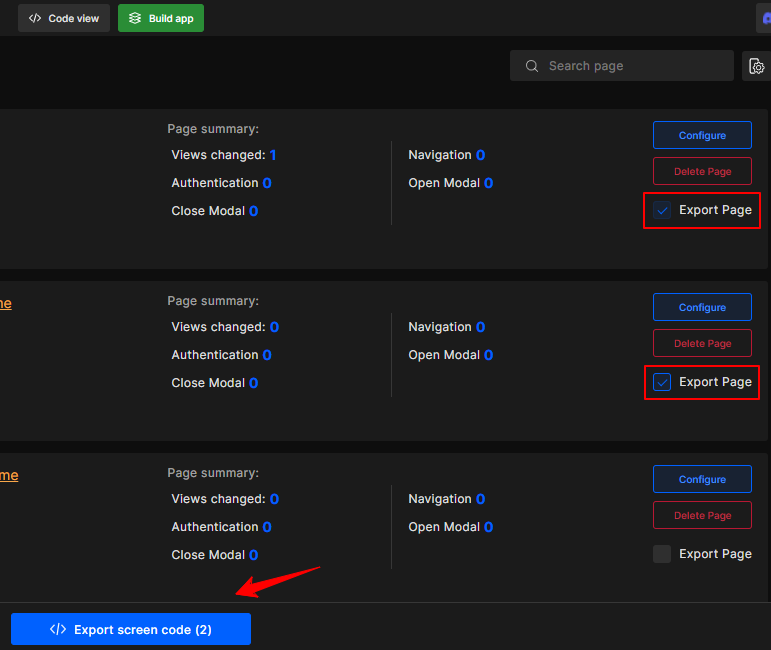 Code view
Build app
Search page
Page summary:
Views changed: 1
Navigation 0
Authentication 0
Open Modal 0
Close Modal 0
Configure
Delete Page
Export Page
me
Page summary:
Views changed: 0
Navigation 0
Authentication 0
Open Modal 0
Close Modal 0
Configure
Delete Page
Export Page
me
Page summary:
Views changed: 0
Navigation 0
Authentication 0
Open Modal 0
Close Modal 0
Configure
Delete Page
Export Page
Export screen code (2)